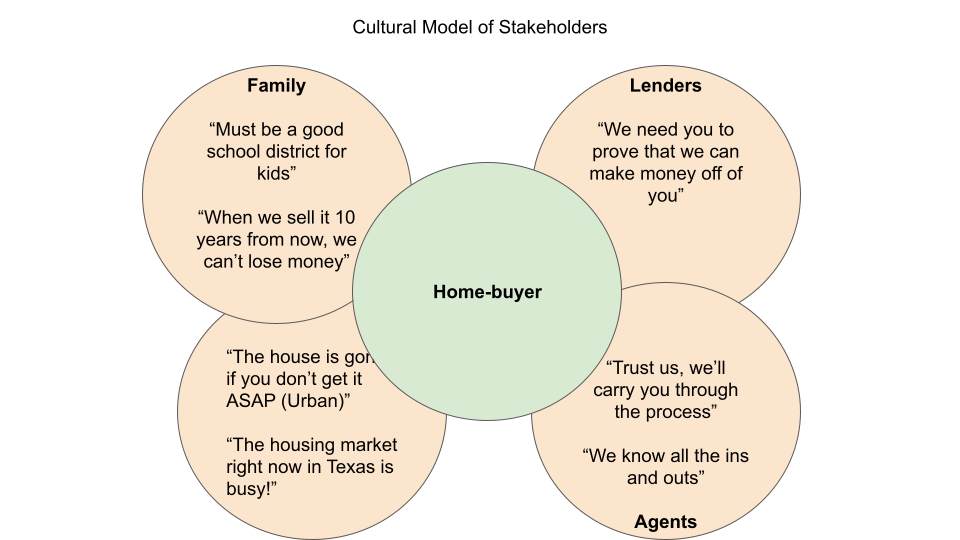 Cultural Model of Stakeholders
Family
“Must be a good
school district for
kids”
“When we sell it 10
years from now, we
can’t lose money”
Lenders
“We need you to
prove that we can
make money off of
you”
Home-buyer
“The house is
if you don’t get it
ASAP (Urban)”
“The housing market
right now in Texas is
busy!”
“Trust us, we’ll
carry you through
the process”
“We know all the ins
and outs”
Agents